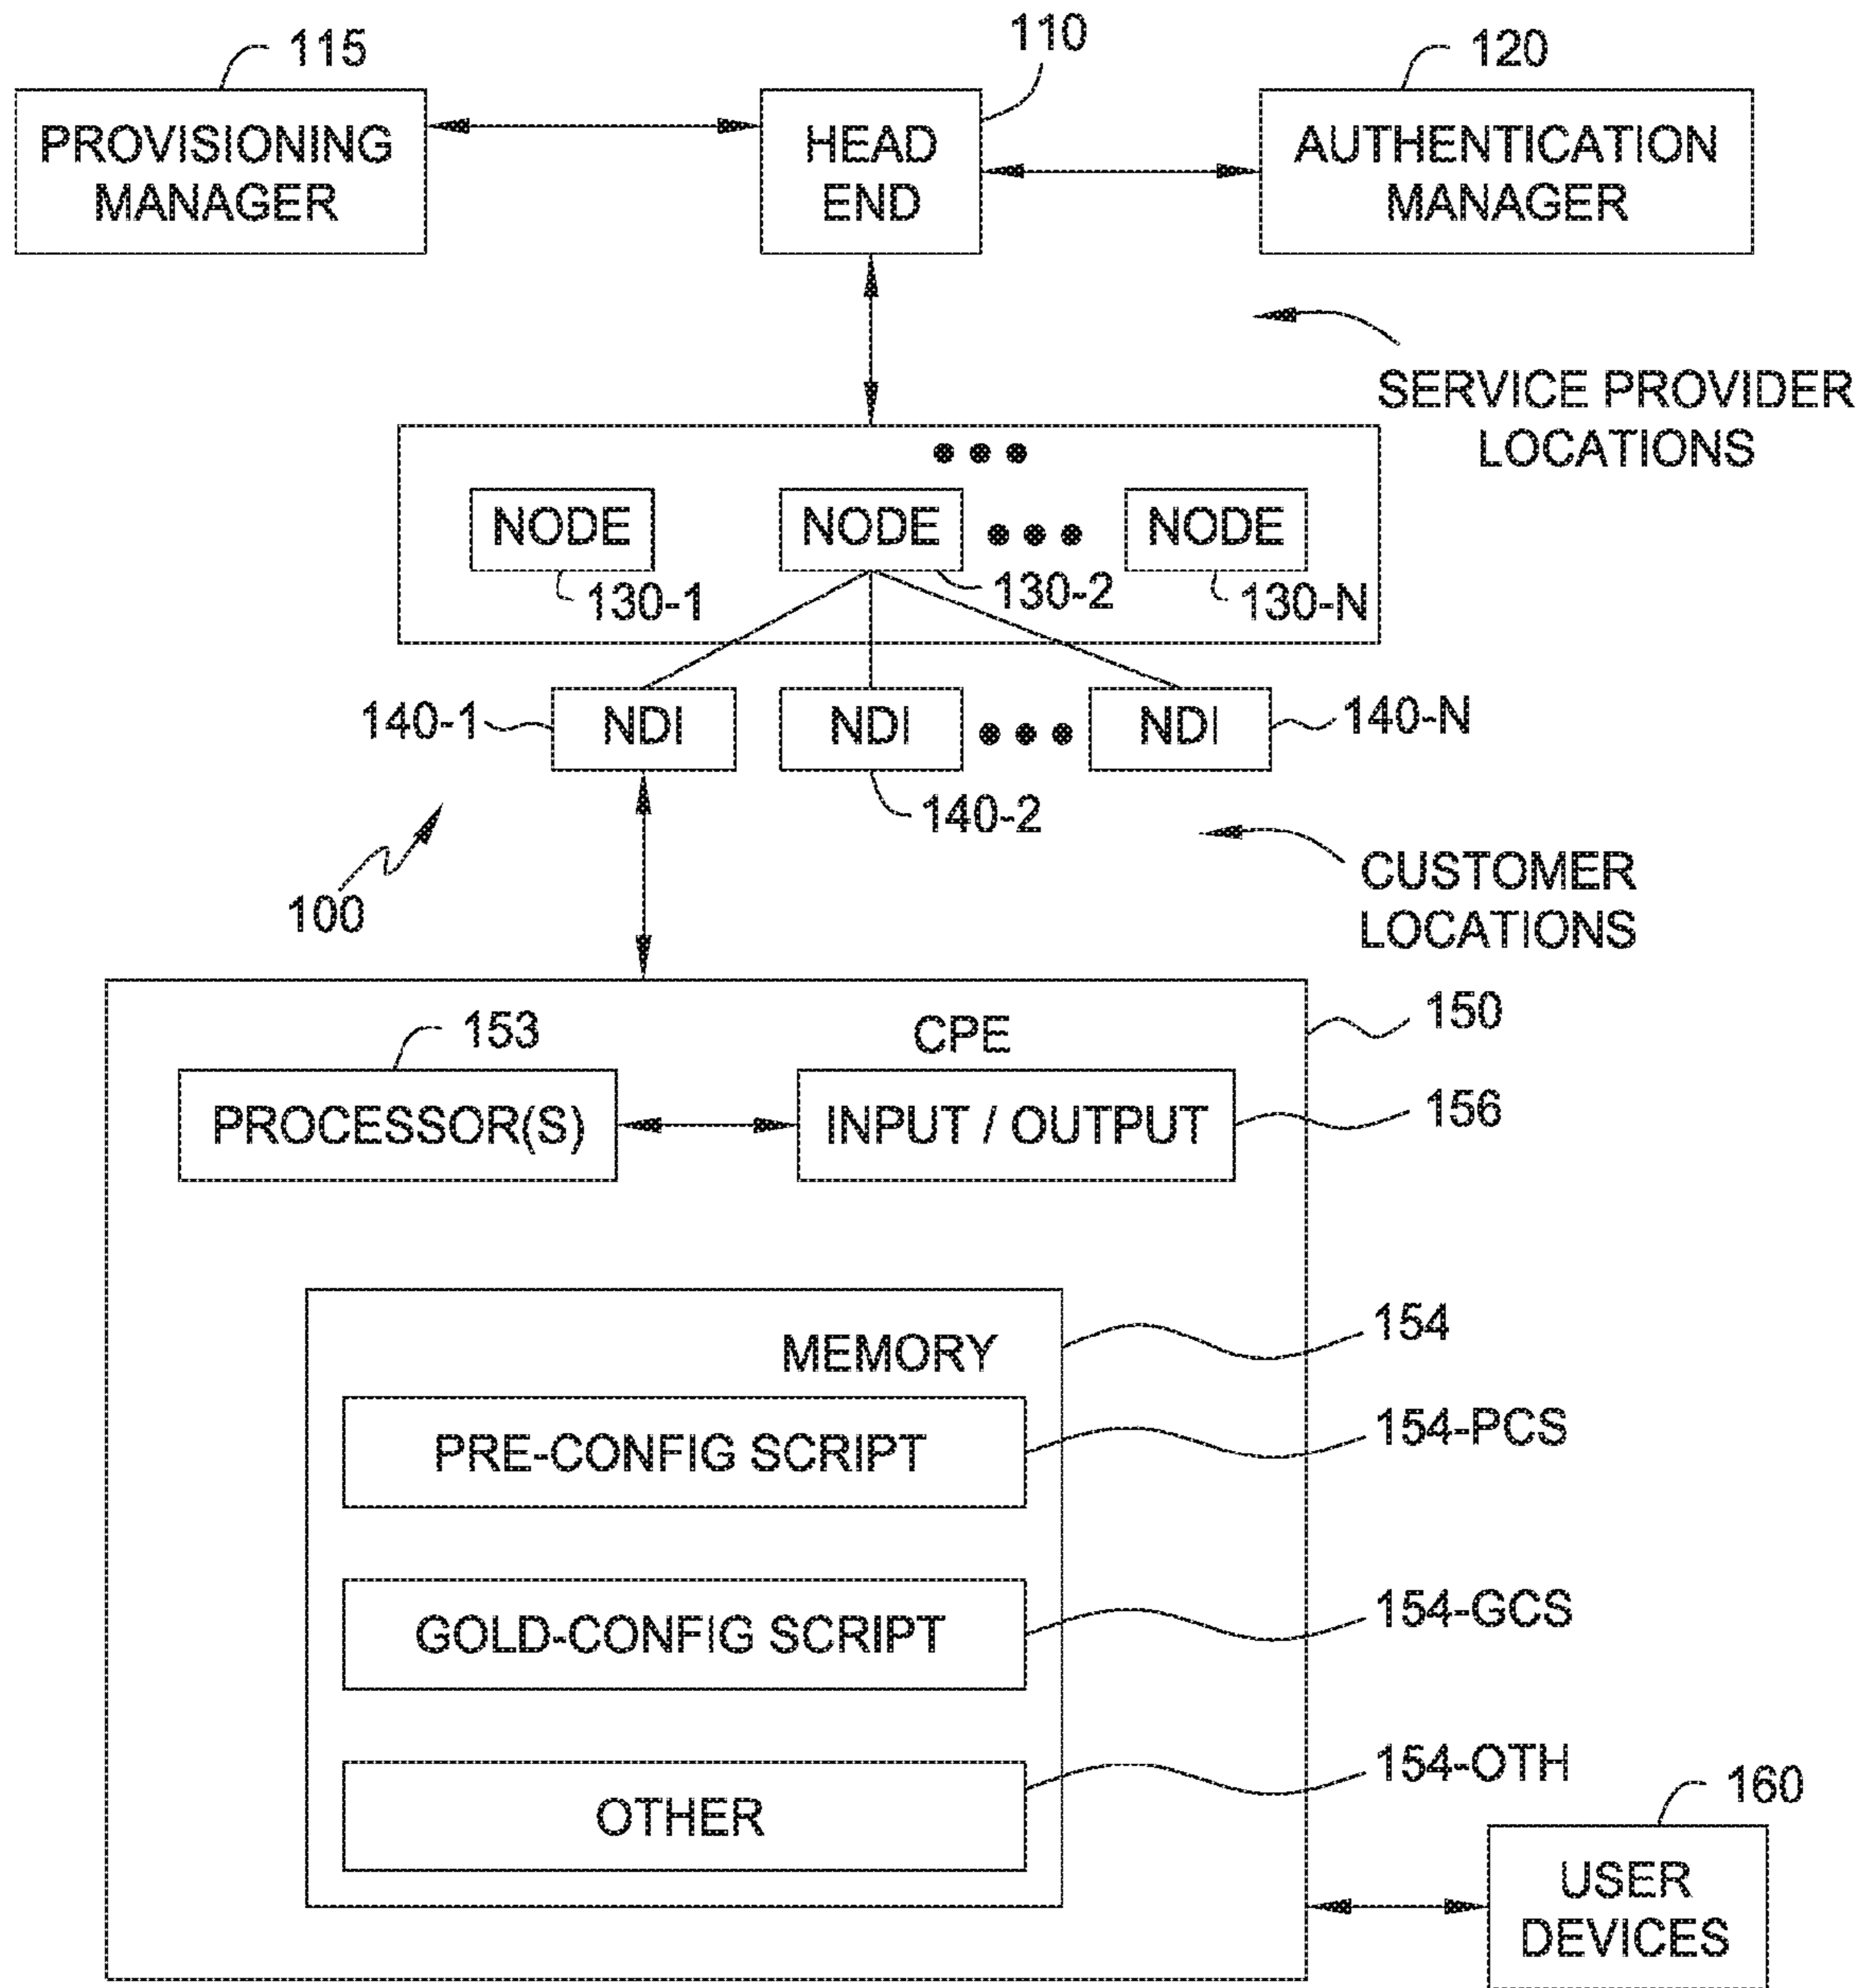 115
110
120
PROVISIONING
MANAGER
HEAD
END
AUTHENTICATION
MANAGER
SERVICE PROVIDER
LOCATIONS
NODE
NODE
NODE
130-1
130-2
130-N
140-1
NDI
NDI
NDI
140-N
140-2
100
CUSTOMER
LOCATIONS
153
CPE
150
PROCESSOR(S)
INPUT / OUTPUT
156
MEMORY
154
PRE-CONFIG SCRIPT
154-PCS
GOLD-CONFIG SCRIPT
154-GCS
OTHER
154-OTH
160
USER
DEVICES